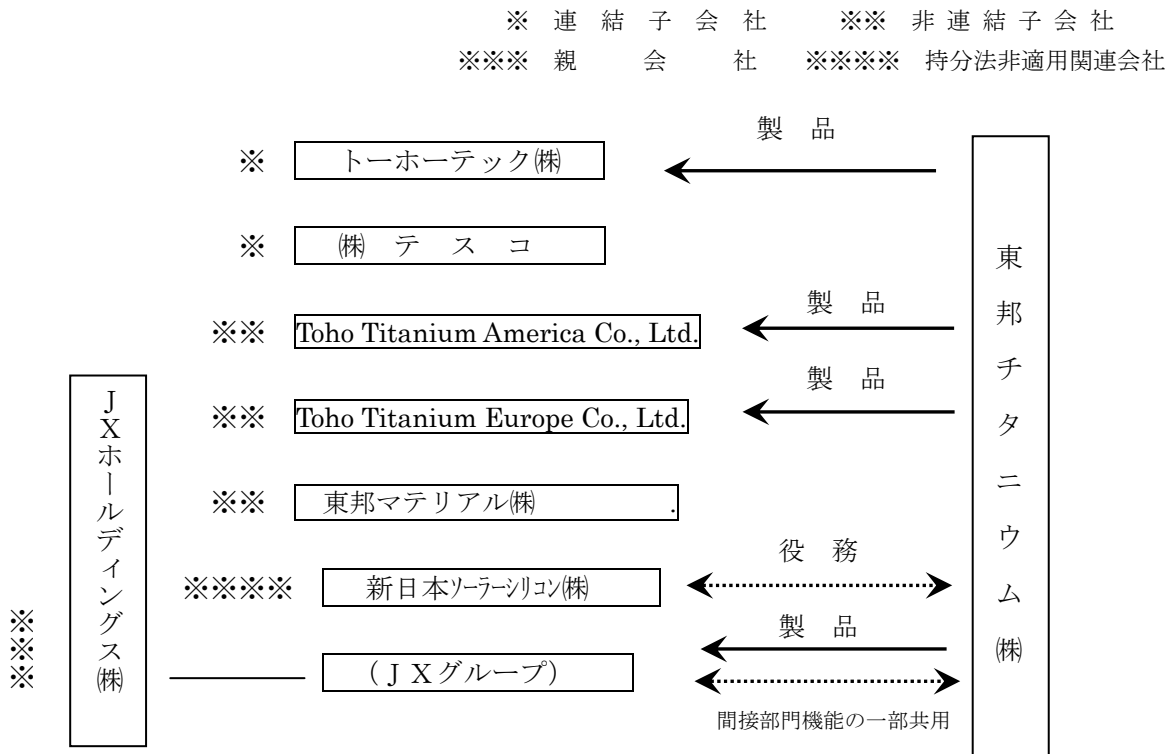 ※ 連結子会社 ※※ 非連結子会社
※※※ 親会社 ※※※※ 持分法非適用関連会社
製品
※ トーホーテック㈱
※ ㈱テスコ
製品
※※ Toho Titanium America Co., Ltd.
製品
※※ Toho Titanium Europe Co., Ltd.
※※ 東邦マテリアル㈱ .
役務
※※※※ 新日本ソーラーシリコン㈱
製品
(JXグループ)
間接部門機能の一部共用
※※※ JXホールディングス㈱
東邦チタニウム㈱